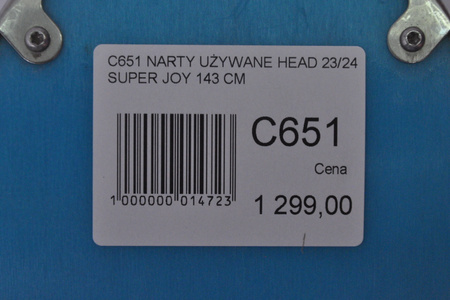 C651 NARTY UŻYWANE HEAD 23/24
SUPER JOY 143 CM
C651
Cena
1 299,00
1 000000 014723